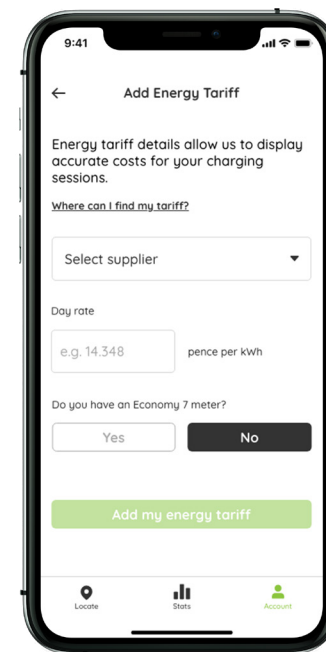 9:41
Add Energy Tariff
Energy tariff details allow us to display
accurate costs for your charging
sessions.
Where can I find my tariff?
Select supplier
Day rate
e.g. 14.348 pence per kWh
Do you have an Economy 7 meter?
Yes No
Add my energy tariff
Locate Stats Account